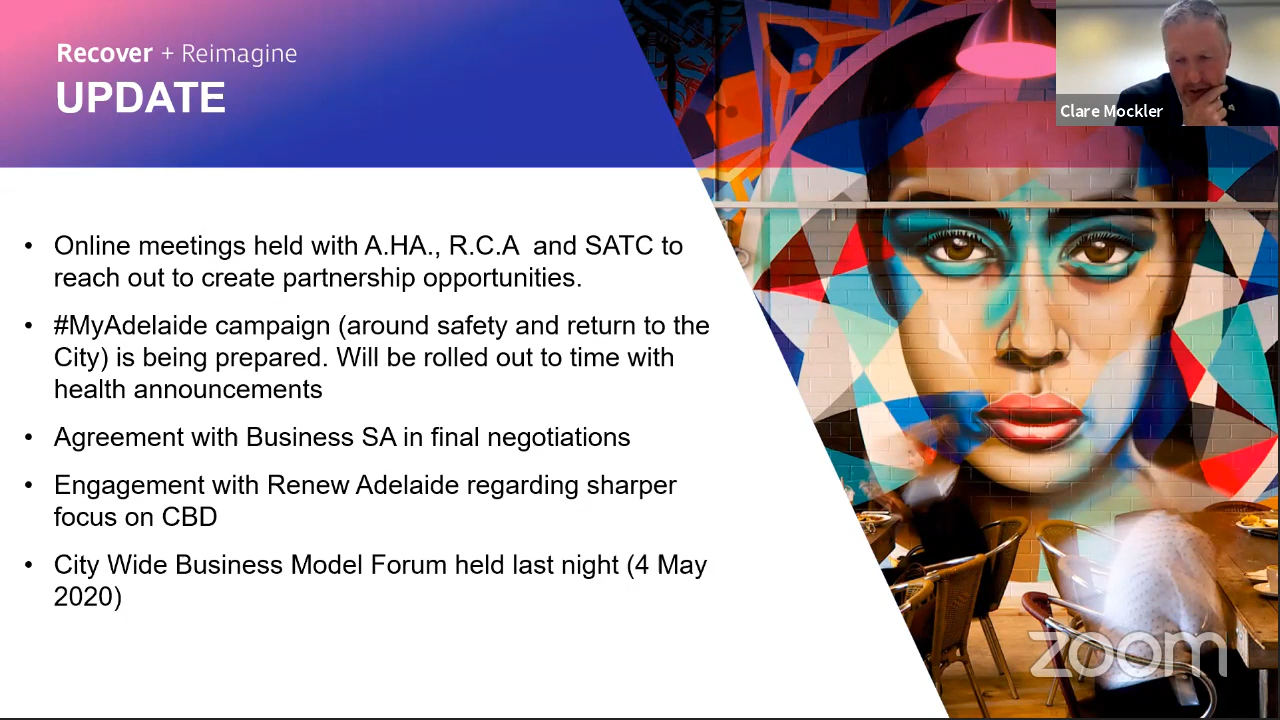 Recover + Reimagine
UPDATE
Clare Mockler
• Online meetings held with A.HA., R.C.A and SATC to
reach out to create partnership opportunities.
• #MyAdelaide campaign (around safety and return to the
City) is being prepared. Will be rolled out to time with
health announcements
• Agreement with Business SA in final negotiations
• Engagement with Renew Adelaide regarding sharper
focus on CBD
• City Wide Business Model Forum held last night (4 May
2020)
zoom